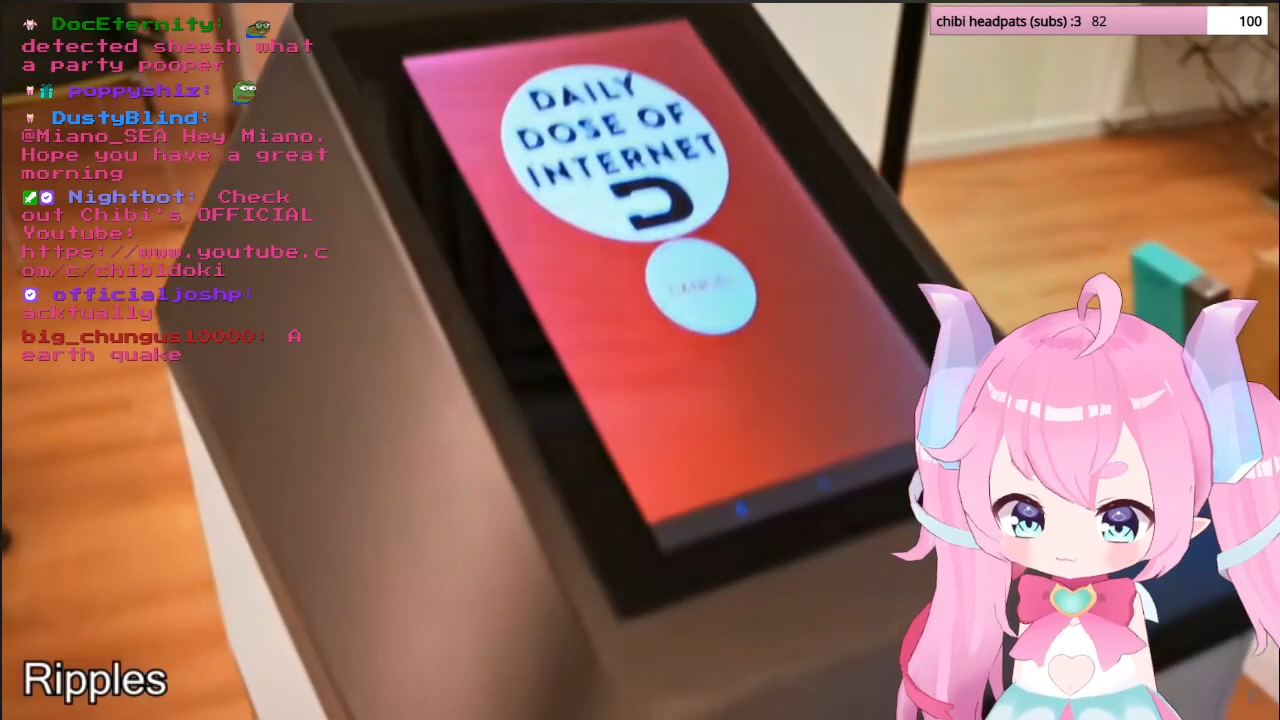 DocEternity:
detected sheesh what
a party pooper
poppyshiz:
DustyBlind:
@Miano_SEA Hey Miano.
Hope you have a great
morning
Nightbot: Check
out Chibi's OFFICIAL
Youtube:
https://www.youtube.c
om/c/chibidoki
officialjoshp:
acktually
big_chungus10000: A
earth quake
chibi headpats (subs) :3 82 100
DAILY
DOSE OF
INTERNET
CANCEL
Ripples